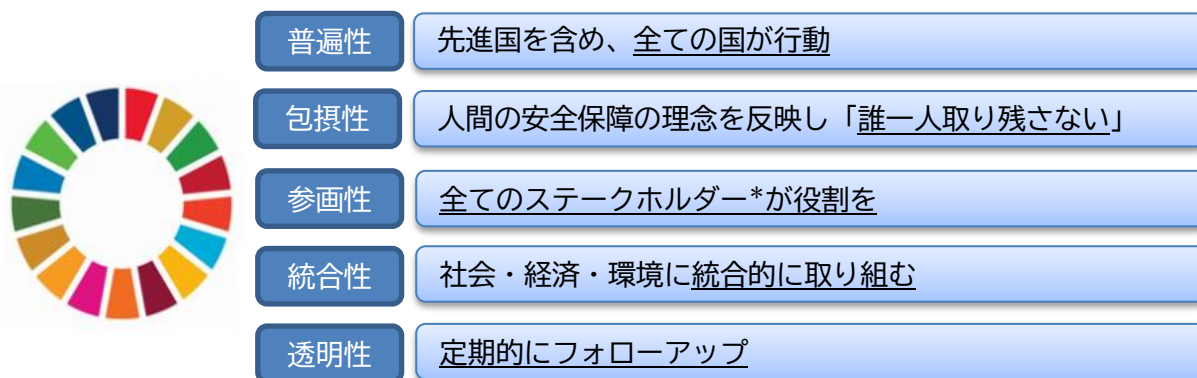 普遍性 先進国を含め、全ての国が行動
包摂性 人間の安全保障の理念を反映し「誰一人取り残さない」
参画性 全てのステークホルダー*が役割を
統合性 社会・経済・環境に統合的に取り組む
透明性 定期的にフォローアップ